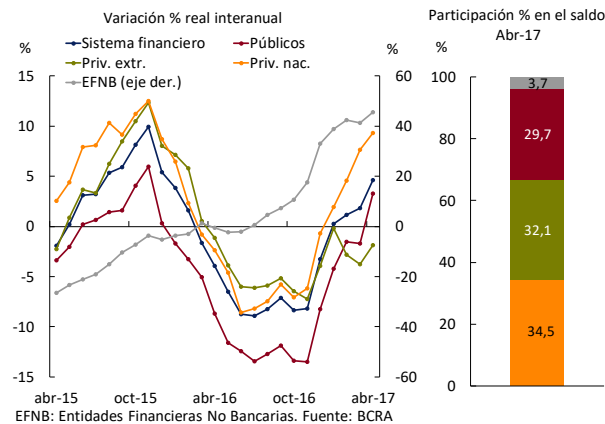 Variación % real interanual
Participación % en el saldo
Abr-17
%
%
%
Sistema financiero
Públicos
Priv. extr.
Priv. nac.
EFNB (eje der.)
15
10
5
0
-5
-10
-15
60
40
20
0
-20
-40
-60
abr-15
oct-15
abr-16
oct-16
abr-17
100
80
60
40
20
0
3,7
29,7
32,1
34,5
EFNB: Entidades Financieras No Bancarias. Fuente: BCRA